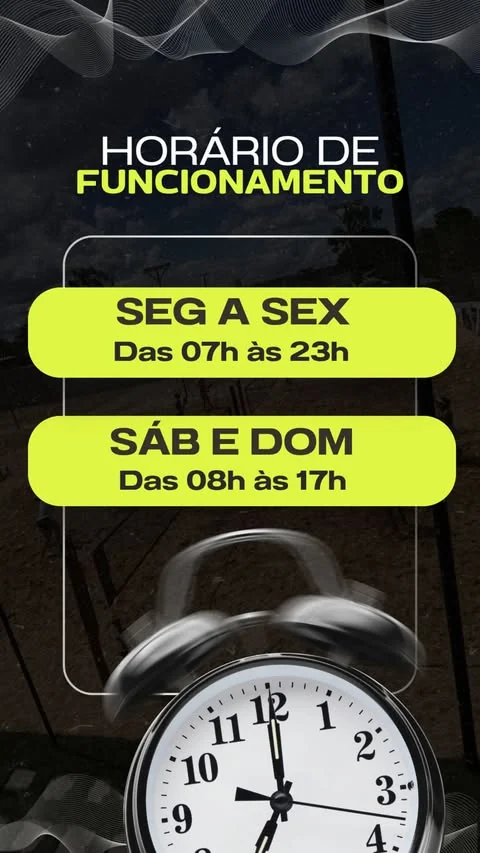 HORÁRIO DE
FUNCIONAMENTO
SEG A SEX
Das 07h às 23h
SÁB E DOM
Das 08h às 17h
12
11
1
10
2
9
3
4
8